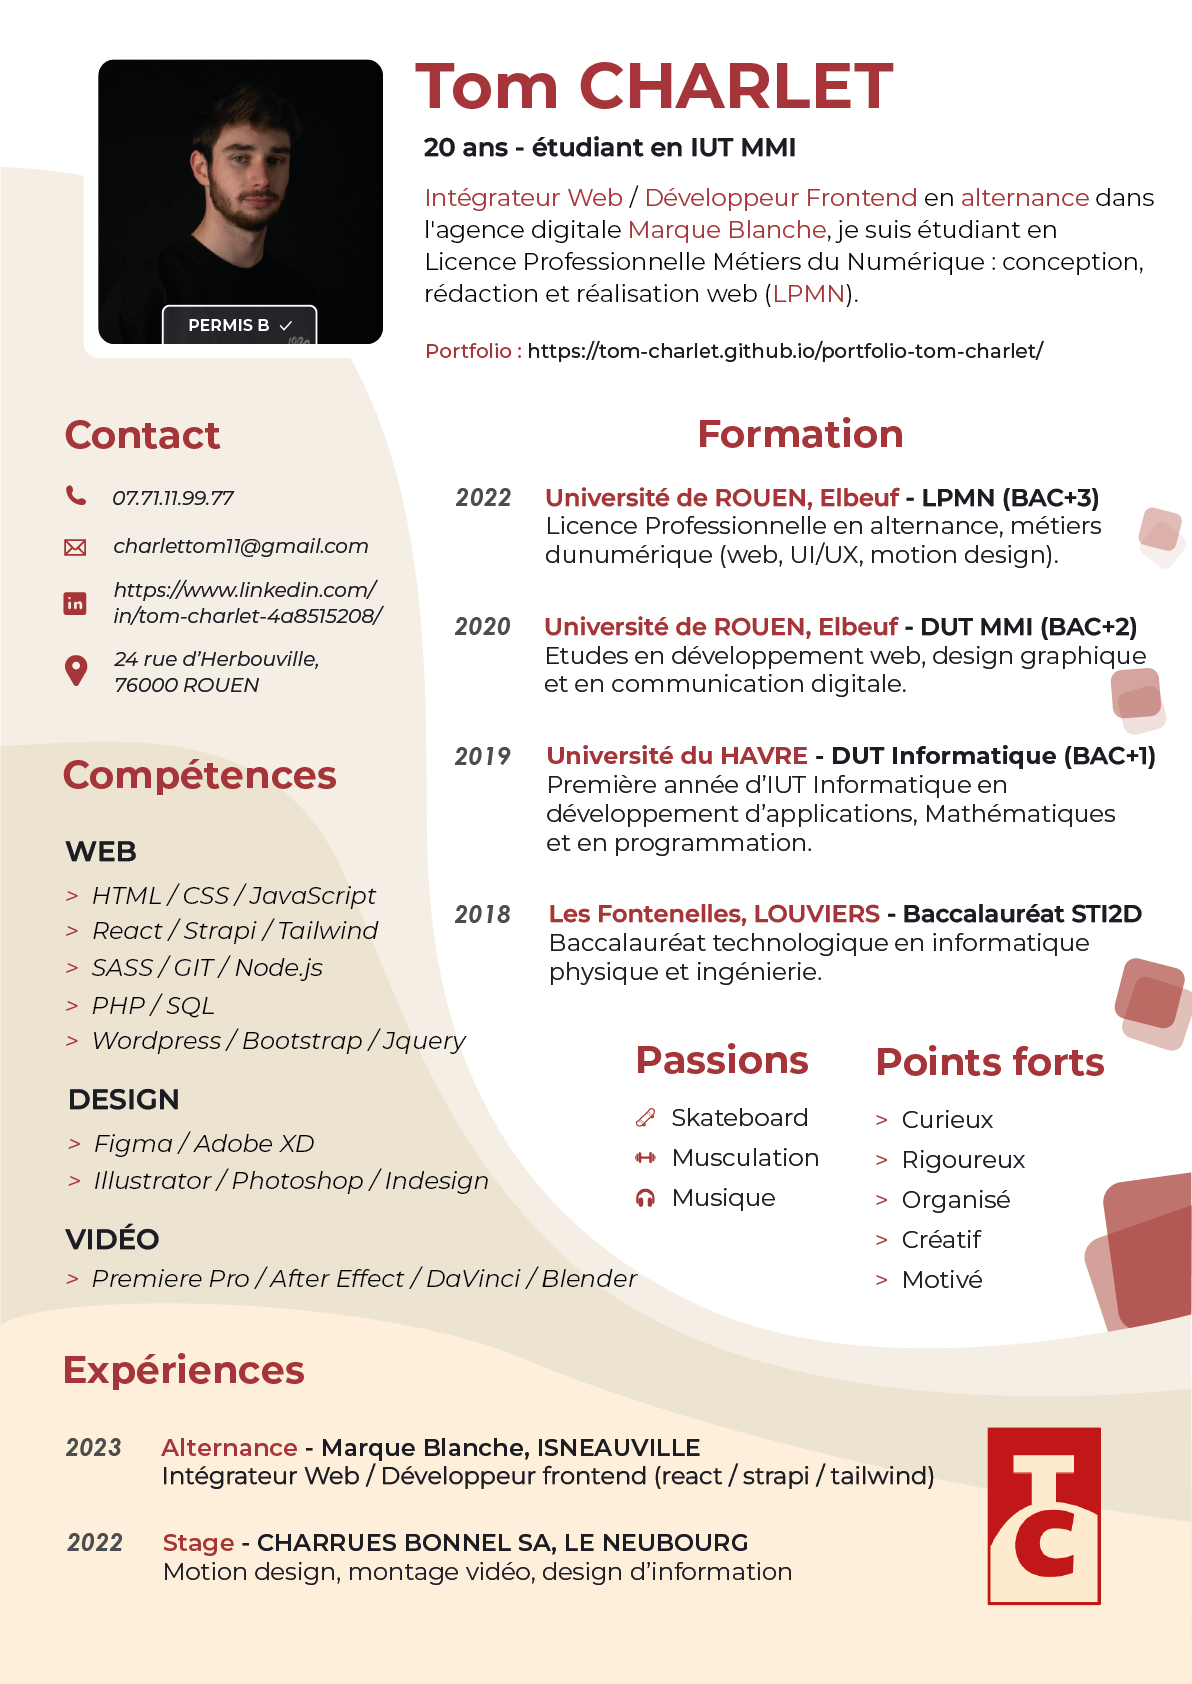 Tom CHARLET
20 ans - étudiant en IUT MMI
Intégrateur Web / Développeur Frontend en alternance dans
l'agence digitale Marque Blanche, je suis étudiant en
Licence Professionnelle Métiers du Numérique : conception,
rédaction et réalisation web (LPMN).
PERMIS B
Portfolio : https://tom-charlet.github.io/portfolio-tom-charlet/
Contact
07.71.11.99.77
charlettom11@gmail.com
https://www.linkedin.com/
in/tom-charlet-4a8515208/
24 rue d’Herbouville,
76000 ROUEN
Compétences
WEB
> HTML / CSS / JavaScript
> React / Strapi / Tailwind
> SASS / GIT / Node.js
> PHP / SQL
> Wordpress / Bootstrap / Jquery
DESIGN
> Figma / Adobe XD
> Illustrator / Photoshop / Indesign
VIDÉO
> Premiere Pro / After Effect / DaVinci / Blender
Formation
2022 Université de ROUEN, Elbeuf - LPMN (BAC+3)
Licence Professionnelle en alternance, métiers
dunumérique (web, UI/UX, motion design).
2020 Université de ROUEN, Elbeuf - DUT MMI (BAC+2)
Etudes en développement web, design graphique
et en communication digitale.
2019 Université du HAVRE - DUT Informatique (BAC+1)
Première année d’IUT Informatique en
développement d’applications, Mathématiques
et en programmation.
2018 Les Fontenelles, LOUVIERS - Baccalauréat STI2D
Baccalauréat technologique en informatique
physique et ingénierie.
Passions
Skateboard
Musculation
Musique
Points forts
> Curieux
> Rigoureux
> Organisé
> Créatif
> Motivé
Expériences
2023 Alternance - Marque Blanche, ISNEAUVILLE
Intégrateur Web / Développeur frontend (react / strapi / tailwind)
2022 Stage - CHARRUES BONNEL SA, LE NEUBOURG
Motion design, montage vidéo, design d’information
T
C